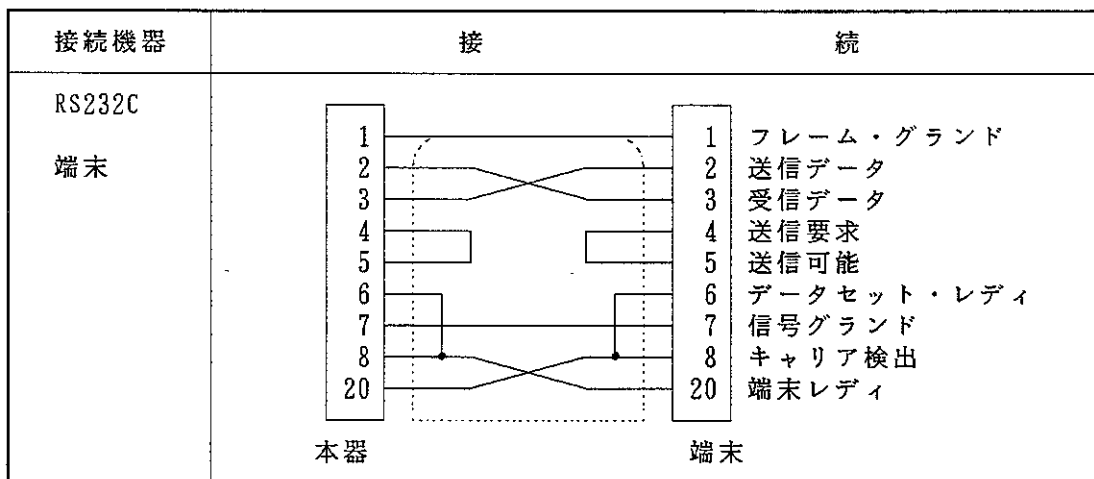 接続機器 接 続
RS232C
端末
1 1 フレーム・グランド
2 2 送信データ
3 3 受信データ
4 4 送信要求
5 5 送信可能
6 6 データセット・レディ
7 7 信号グランド
8 8 キャリア検出
20 20 端末レディ
本器 端末